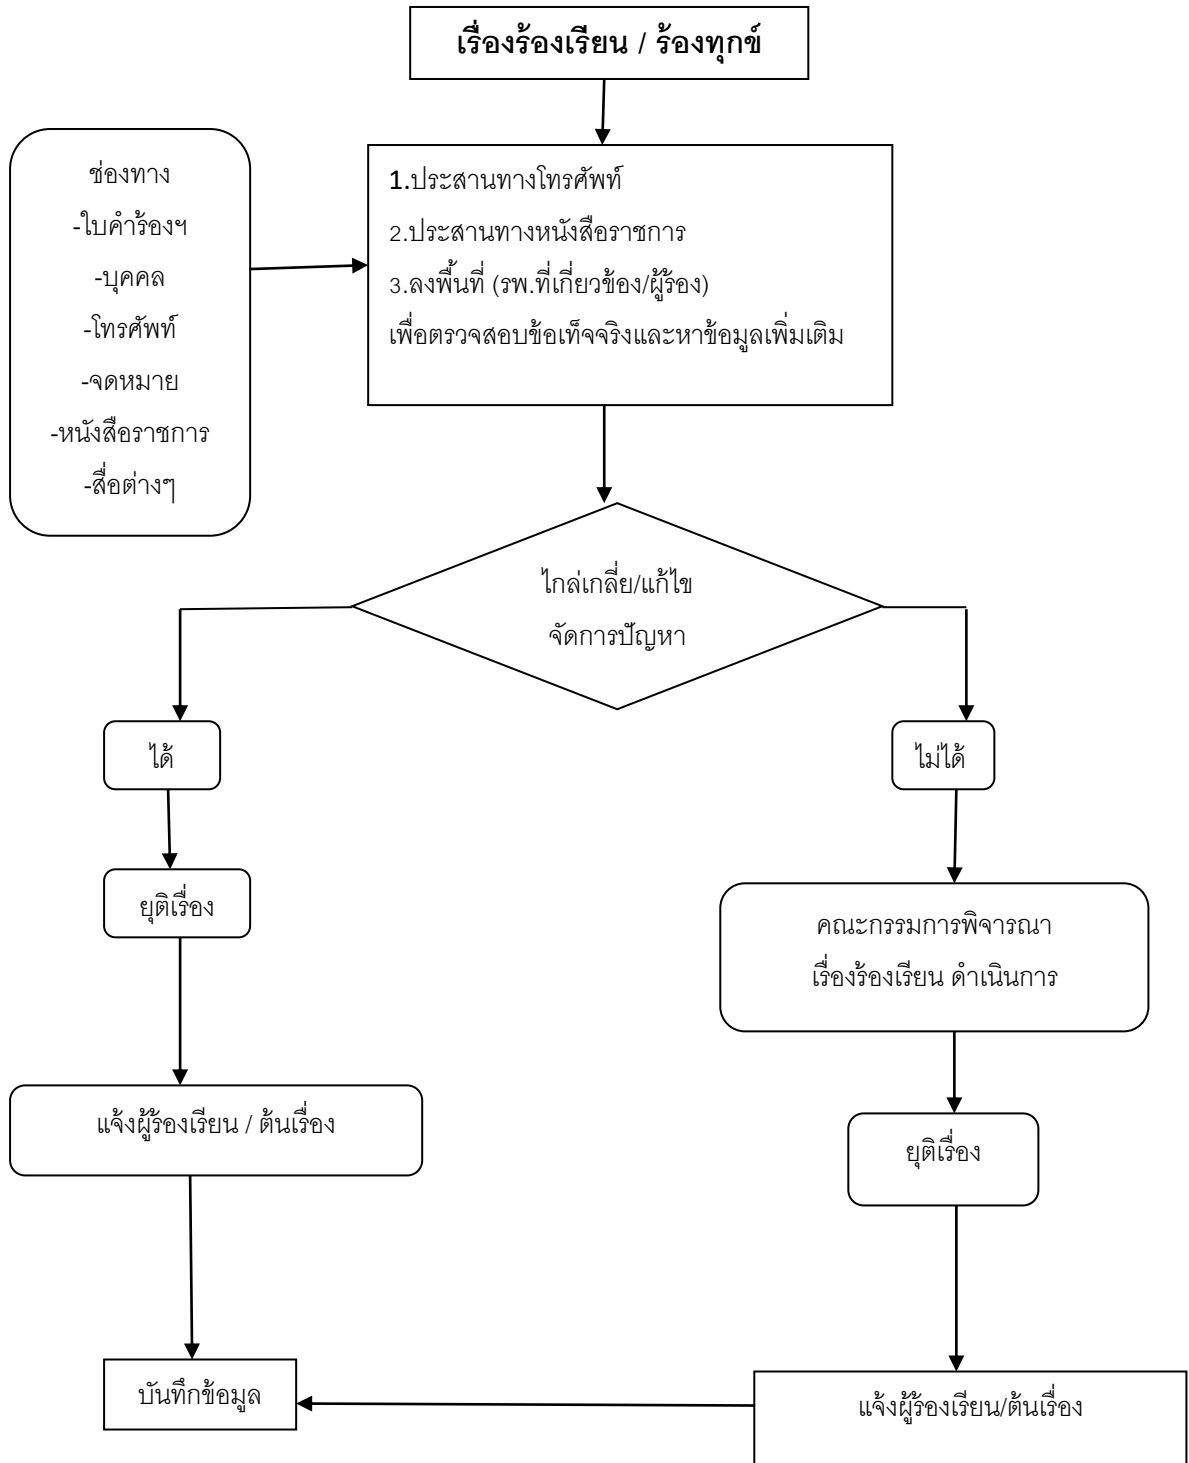 เรื่องร้องเรียน / ร้องทุกข์
ช่องทาง
-ใบคำร้องฯ
-บุคคล
-โทรศัพท์
-จดหมาย
-หนังสือราชการ
-สื่อต่างๆ
1.ประสานทางโทรศัพท์
2.ประสานทางหนังสือราชการ
3.ลงพื้นที่ (รพ.ที่เกี่ยวข้อง/ผู้ร้อง)
เพื่อตรวจสอบข้อเท็จจริงและหาข้อมูลเพิ่มเติม
ไกล่เกลี่ย/แก้ไข
จัดการปัญหา
ได้
ไม่ได้
ยุติเรื่อง
คณะกรรมการพิจารณา
เรื่องร้องเรียน ดำเนินการ
แจ้งผู้ร้องเรียน / ต้นเรื่อง
ยุติเรื่อง
บันทึกข้อมูล
แจ้งผู้ร้องเรียน/ต้นเรื่อง